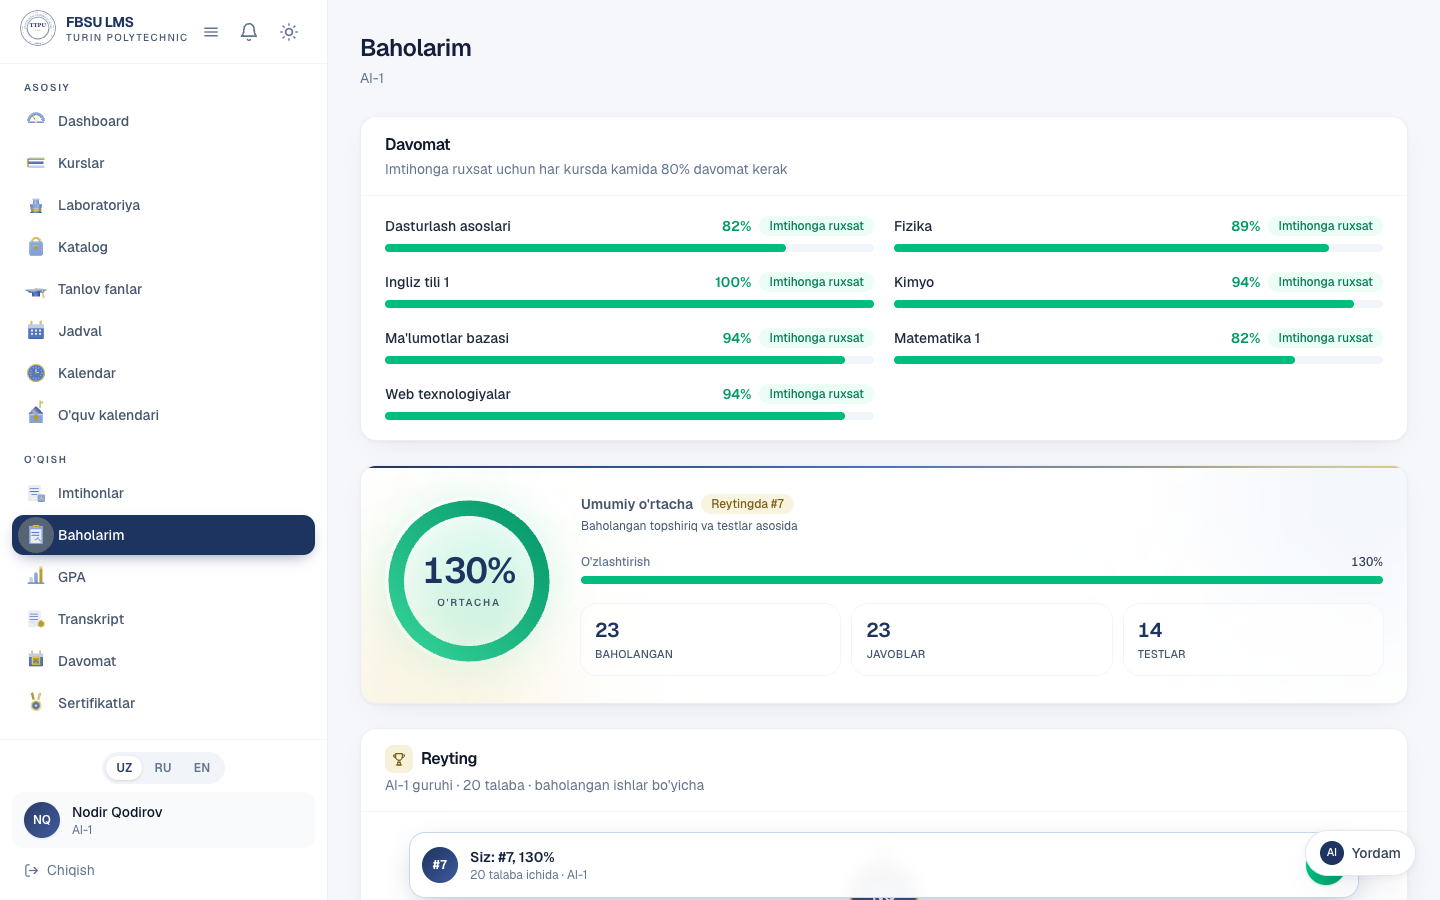 TTPU
FBSU LMS
TURIN POLYTECHNIC
ASOSIY
Dashboard
Kurslar
Laboratoriya
Katalog
Tanlov fanlar
Jadval
Kalendar
O'quv kalendari
O'QISH
Imtihonlar
Baholarim
GPA
Transkript
Davomat
Sertifikatlar
UZ RU EN
NQ
Nodir Qodirov
AI-1
Chiqish
Baholarim
AI-1
Davomat
Imtihonga ruxsat uchun har kursda kamida 80% davomat kerak
Dasturlash asoslari 82% Imtihonga ruxsat
Fizika 89% Imtihonga ruxsat
Ingliz tili 1 100% Imtihonga ruxsat
Kimyo 94% Imtihonga ruxsat
Ma'lumotlar bazasi 94% Imtihonga ruxsat
Matematika 1 82% Imtihonga ruxsat
Web texnologiyalar 94% Imtihonga ruxsat
130%
O'RTACHA
Umumiy o'rtacha Reytingda #7
Baholangan topshiriq va testlar asosida
O'zlashtirish 130%
23
BAHOLANGAN
23
JAVOBLAR
14
TESTLAR
Reyting
AI-1 guruhi · 20 talaba · baholangan ishlar bo'yicha
#7
Siz: #7, 130%
20 talaba ichida · AI-1
AI Yordam